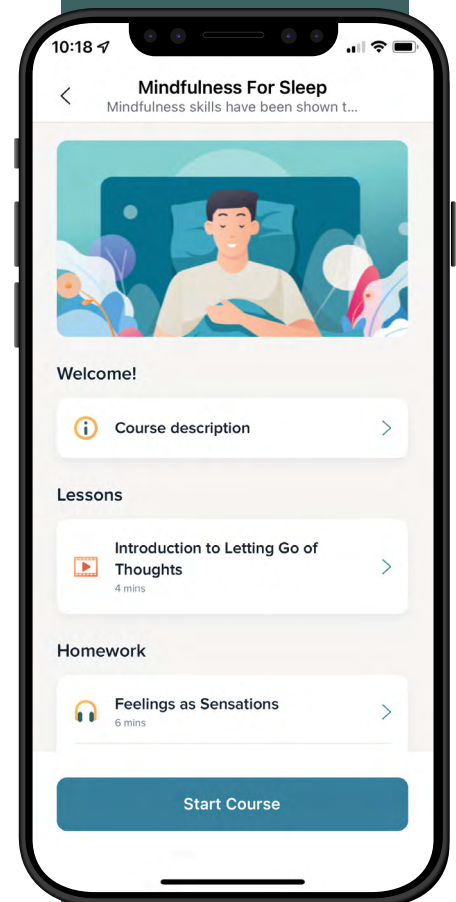 10:18
Mindfulness For Sleep
Mindfulness skills have been shown t...
Welcome!
Course description
Lessons
Introduction to Letting Go of
Thoughts
4 mins
Homework
Feelings as Sensations
6 mins
Start Course